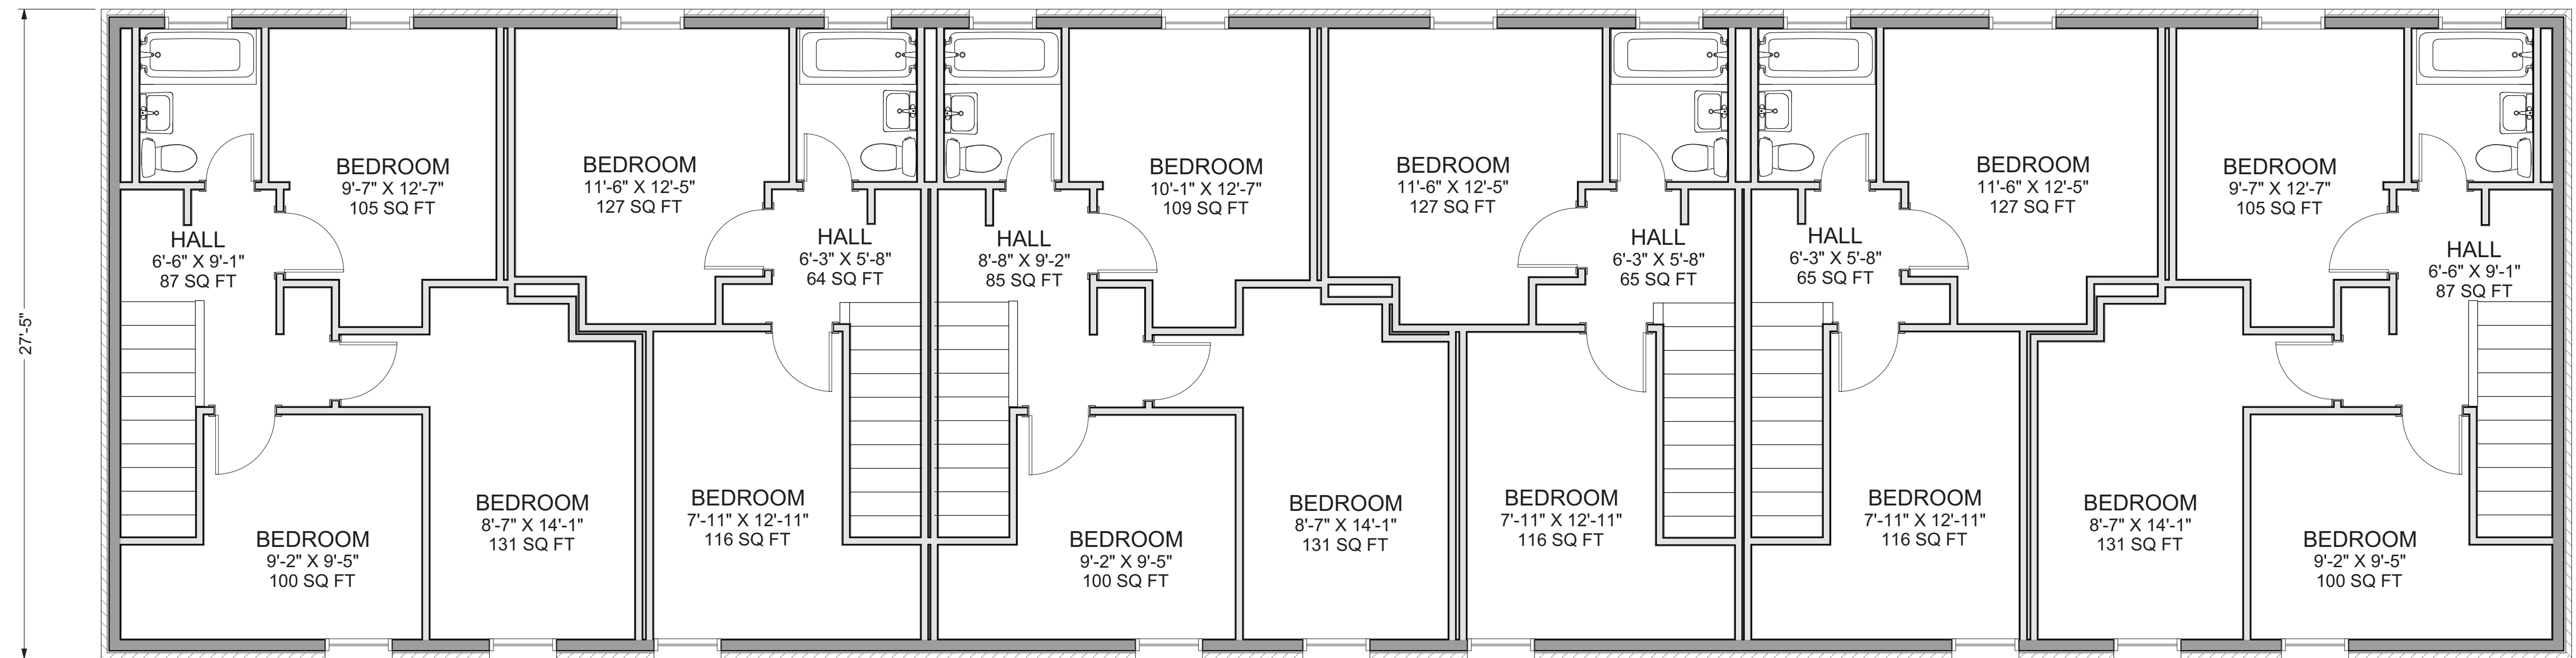 BEDROOM
9'-7" X 12'-7"
105 SQ FT
BEDROOM
11'-6" X 12'-5"
127 SQ FT
BEDROOM
10'-1" X 12'-7"
109 SQ FT
BEDROOM
11'-6" X 12'-5"
127 SQ FT
BEDROOM
11'-6" X 12'-5"
127 SQ FT
BEDROOM
9'-7" X 12'-7"
105 SQ FT
HALL
6'-6" X 9'-1"
87 SQ FT
HALL
6'-3" X 5'-8"
64 SQ FT
HALL
8'-8" X 9'-2"
85 SQ FT
HALL
6'-3" X 5'-8"
65 SQ FT
HALL
6'-3" X 5'-8"
65 SQ FT
HALL
6'-6" X 9'-1"
87 SQ FT
27'-5"
BEDROOM
9'-2" X 9'-5"
100 SQ FT
BEDROOM
8'-7" X 14'-1"
131 SQ FT
BEDROOM
7'-11" X 12'-11"
116 SQ FT
BEDROOM
9'-2" X 9'-5"
100 SQ FT
BEDROOM
8'-7" X 14'-1"
131 SQ FT
BEDROOM
7'-11" X 12'-11"
116 SQ FT
BEDROOM
7'-11" X 12'-11"
116 SQ FT
BEDROOM
8'-7" X 14'-1"
131 SQ FT
BEDROOM
9'-2" X 9'-5"
100 SQ FT